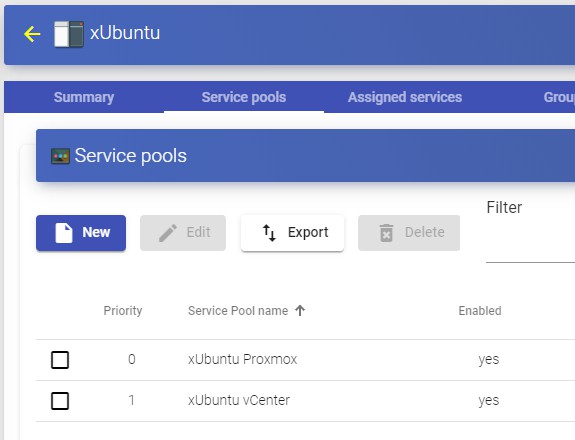 xUbuntu
Summary Service pools Assigned services
Service pools
Filter
New Edit Export Delete
Priority Service Pool name Enabled
0 xUbuntu Proxmox yes
1 xUbuntu vCenter yes